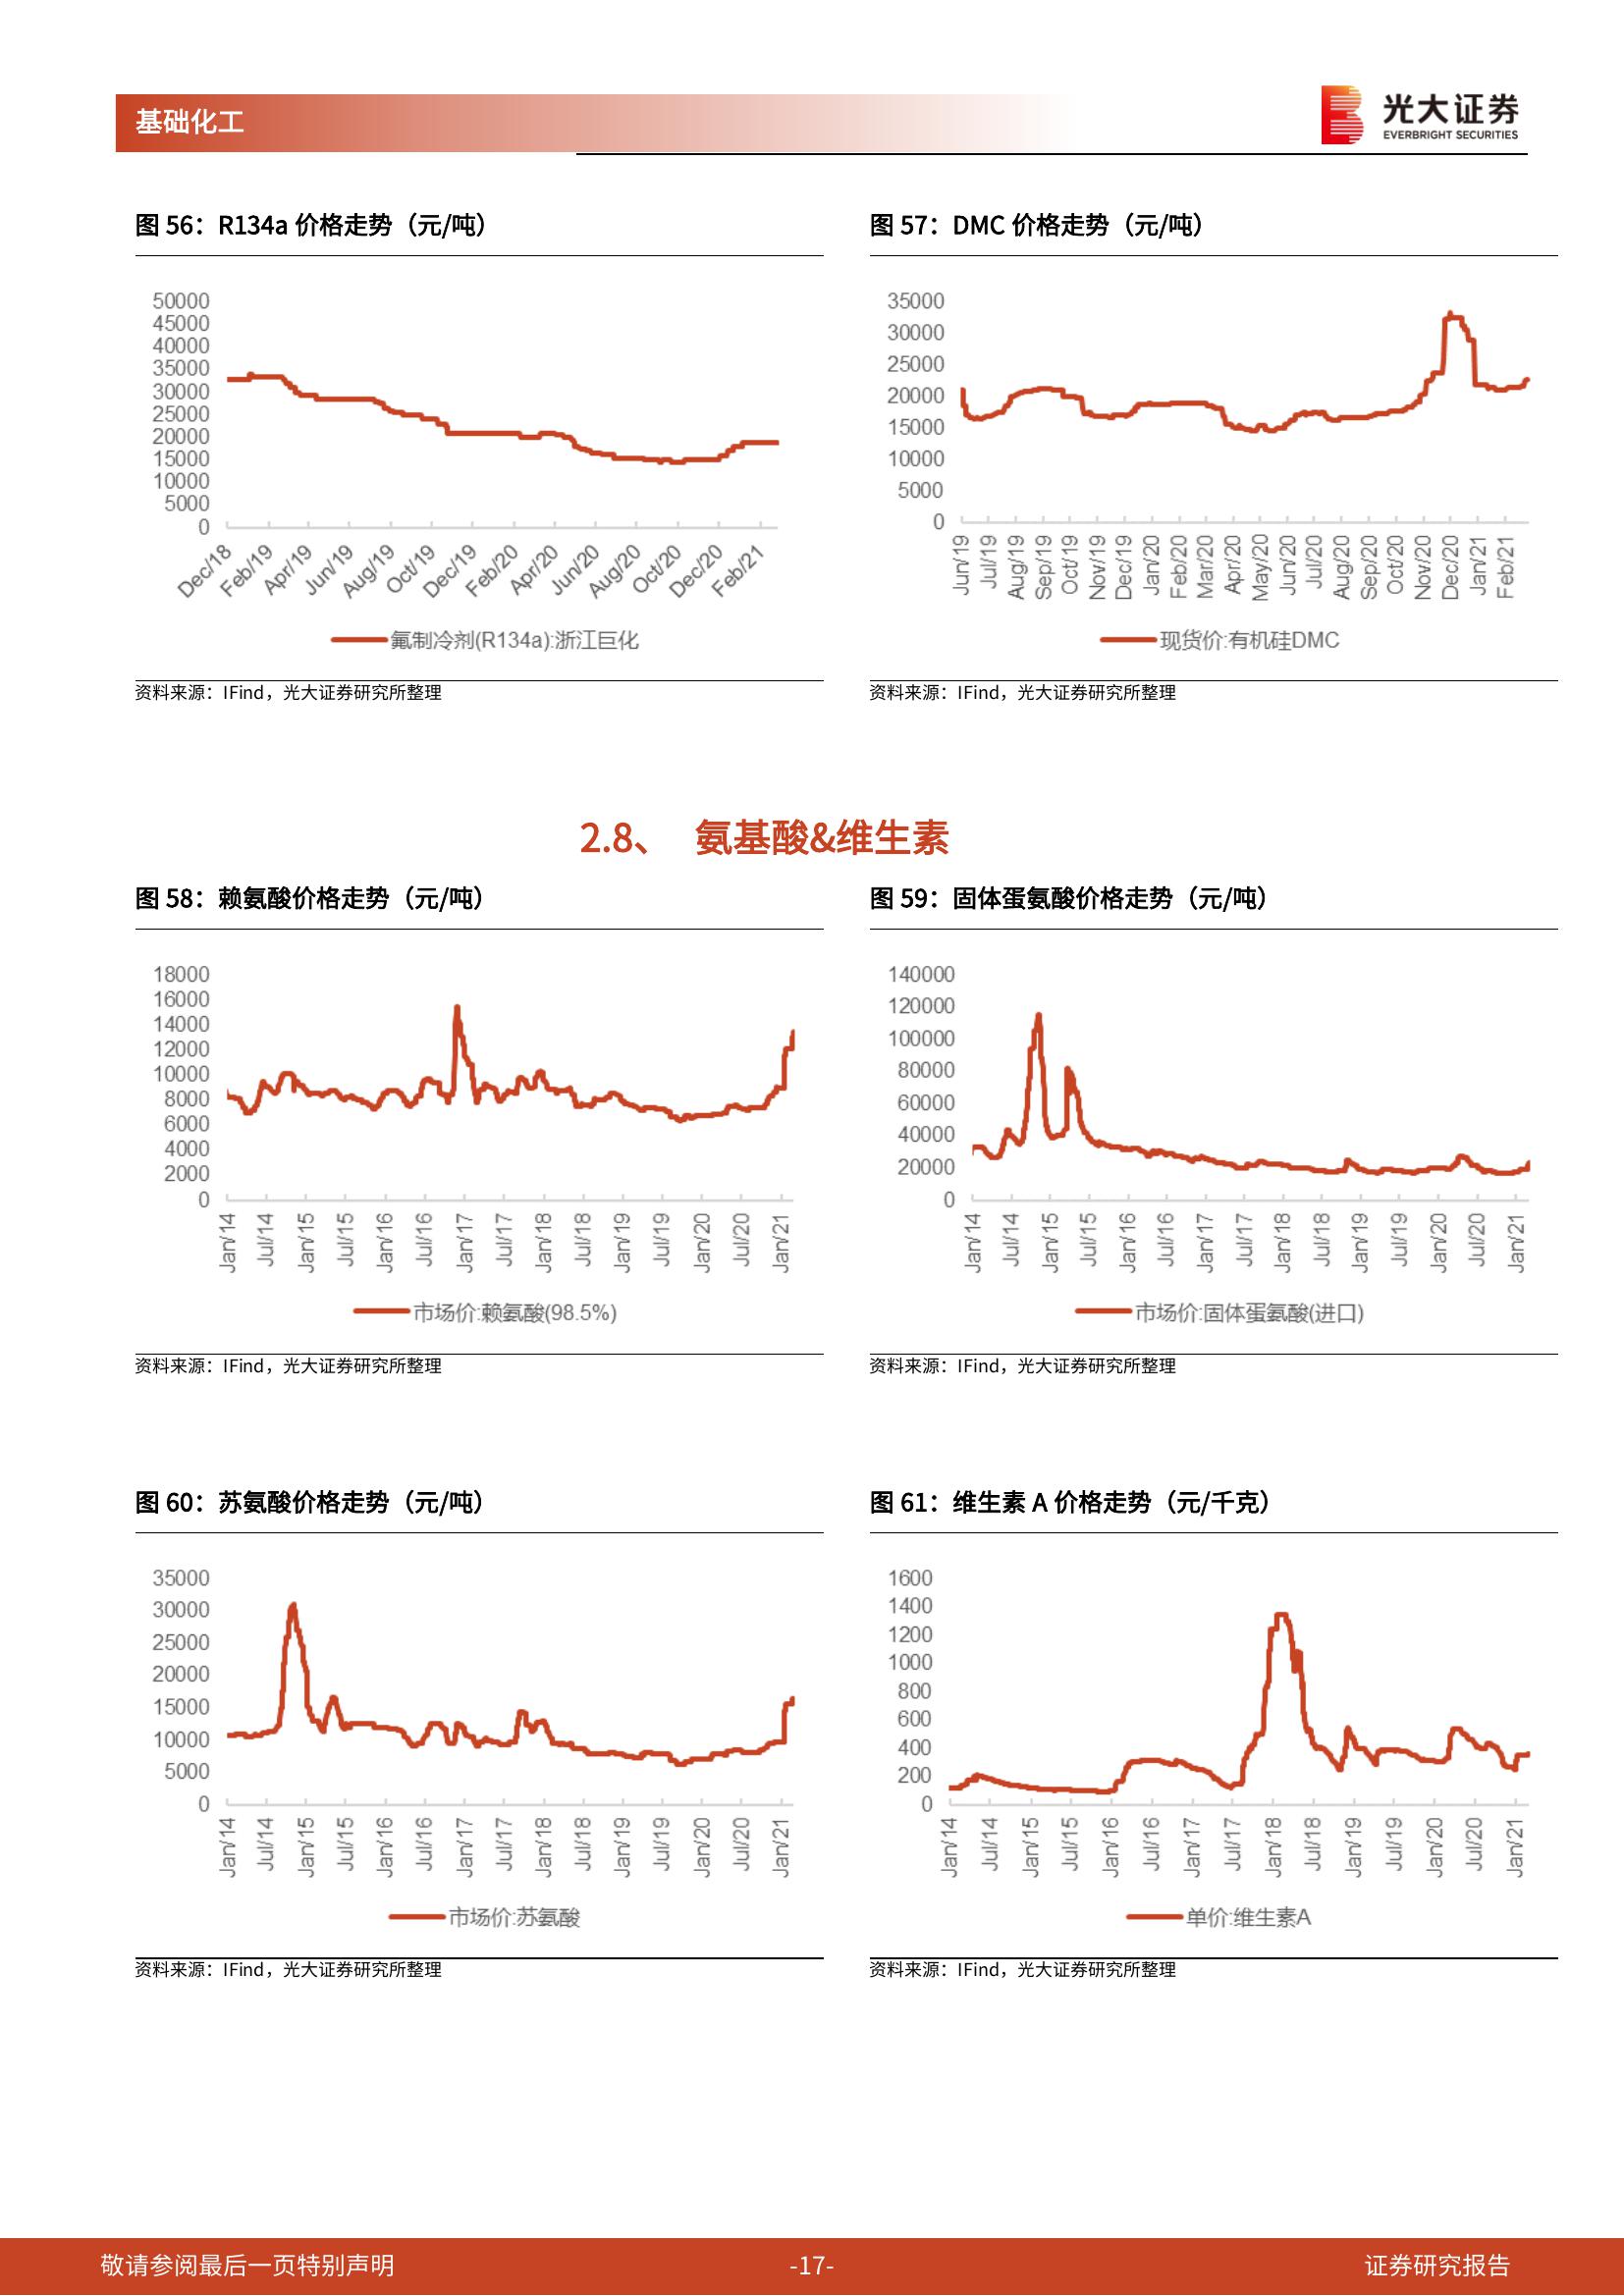 基础化工
光大证券
EVERBRIGHT SECURITIES
图 56：R134a 价格走势（元/吨）
50000
45000
40000
35000
30000
25000
20000
15000
10000
5000
0
Dec/18 Feb/19 Apr/19 Jun/19 Aug/19 Oct/19 Dec/19 Feb/20 Apr/20 Jun/20 Aug/20 Oct/20 Dec/20 Feb/21
氟制冷剂(R134a):浙江巨化
资料来源：IFind，光大证券研究所整理
图 57：DMC 价格走势（元/吨）
35000
30000
25000
20000
15000
10000
5000
0
Jun/19 Jul/19 Aug/19 Sep/19 Oct/19 Nov/19 Dec/19 Jan/20 Feb/20 Mar/20 Apr/20 May/20 Jun/20 Jul/20 Aug/20 Sep/20 Oct/20 Nov/20 Dec/20 Jan/21 Feb/21
现货价:有机硅DMC
资料来源：IFind，光大证券研究所整理
2.8、 氨基酸&维生素
图 58：赖氨酸价格走势（元/吨）
18000
16000
14000
12000
10000
8000
6000
4000
2000
0
Jan/14 Jul/14 Jan/15 Jul/15 Jan/16 Jul/16 Jan/17 Jul/17 Jan/18 Jul/18 Jan/19 Jul/19 Jan/20 Jul/20 Jan/21
市场价:赖氨酸(98.5%)
资料来源：IFind，光大证券研究所整理
图 59：固体蛋氨酸价格走势（元/吨）
140000
120000
100000
80000
60000
40000
20000
0
Jan/14 Jul/14 Jan/15 Jul/15 Jan/16 Jul/16 Jan/17 Jul/17 Jan/18 Jul/18 Jan/19 Jul/19 Jan/20 Jul/20 Jan/21
市场价:固体蛋氨酸(进口)
资料来源：IFind，光大证券研究所整理
图 60：苏氨酸价格走势（元/吨）
35000
30000
25000
20000
15000
10000
5000
0
Jan/14 Jul/14 Jan/15 Jul/15 Jan/16 Jul/16 Jan/17 Jul/17 Jan/18 Jul/18 Jan/19 Jul/19 Jan/20 Jul/20 Jan/21
市场价:苏氨酸
资料来源：IFind，光大证券研究所整理
图 61：维生素 A 价格走势（元/千克）
1600
1400
1200
1000
800
600
400
200
0
Jan/14 Jul/14 Jan/15 Jul/15 Jan/16 Jul/16 Jan/17 Jul/17 Jan/18 Jul/18 Jan/19 Jul/19 Jan/20 Jul/20 Jan/21
单价:维生素A
资料来源：IFind，光大证券研究所整理
敬请参阅最后一页特别声明
-17-
证券研究报告